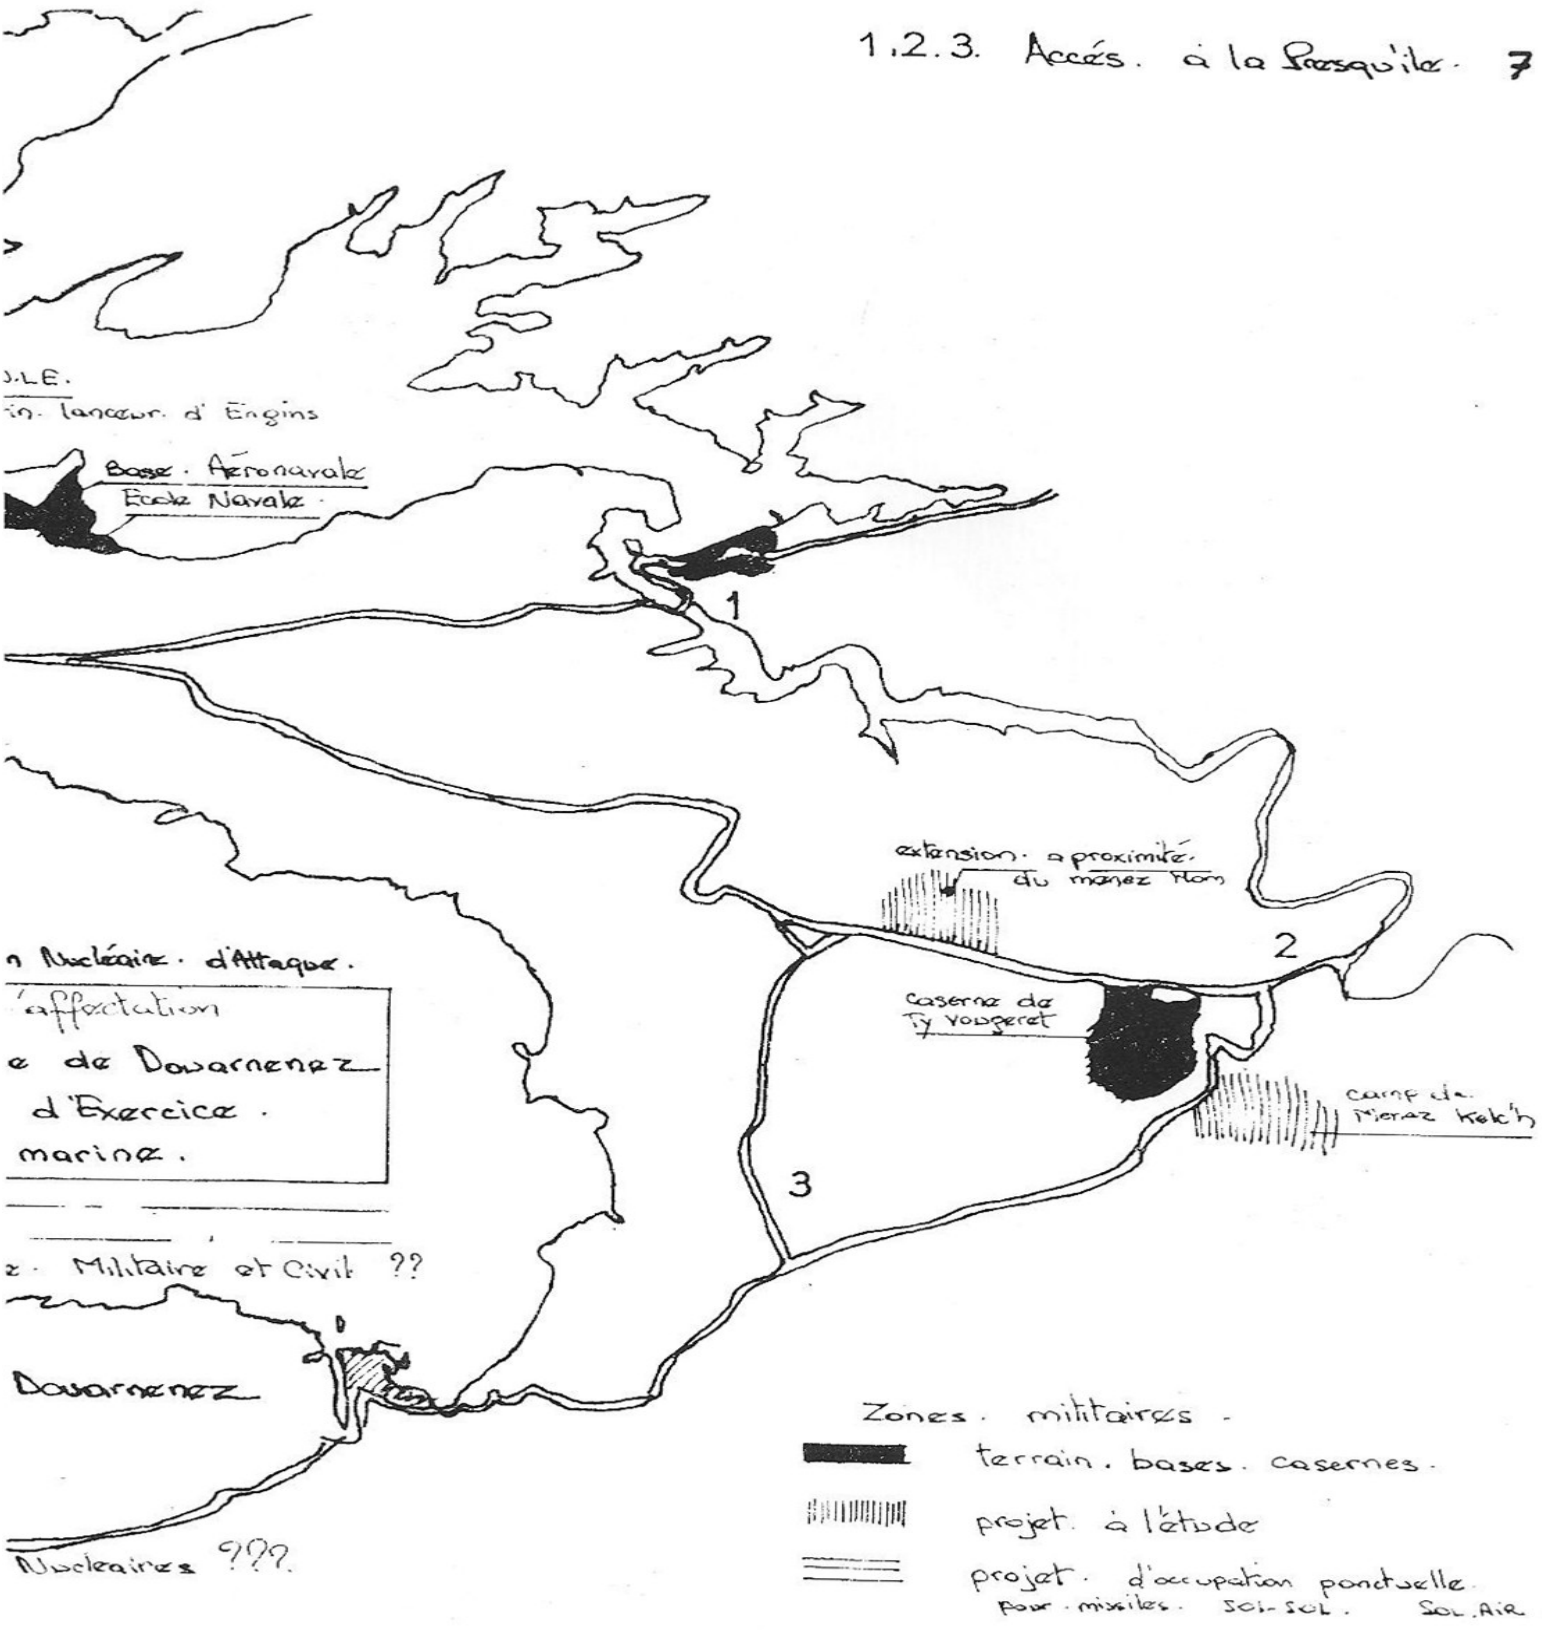 1.2.3. Accés. à la Presqu'ile. 7
.LE.
in. lanceur. d'Engins
Base. Aéronavale
Ecole Navale.
1
extension. a proximité.
du menez Hom
2
n Nucléaire. d'Attaque.
'affectation
e de Douarnenez
d'Exercice.
marine.
caserne de
Ty Vougeret
camp de.
Menez Kelc'h
3
e. Militaire et Civil ??
Douarnenez
Nucleaires ???
Zones. militaires -
terrain. bases. casernes.
projet. à l'étude
projet. d'occupation ponctuelle.
pour. missiles. SOL-SOL. SOL.AIR